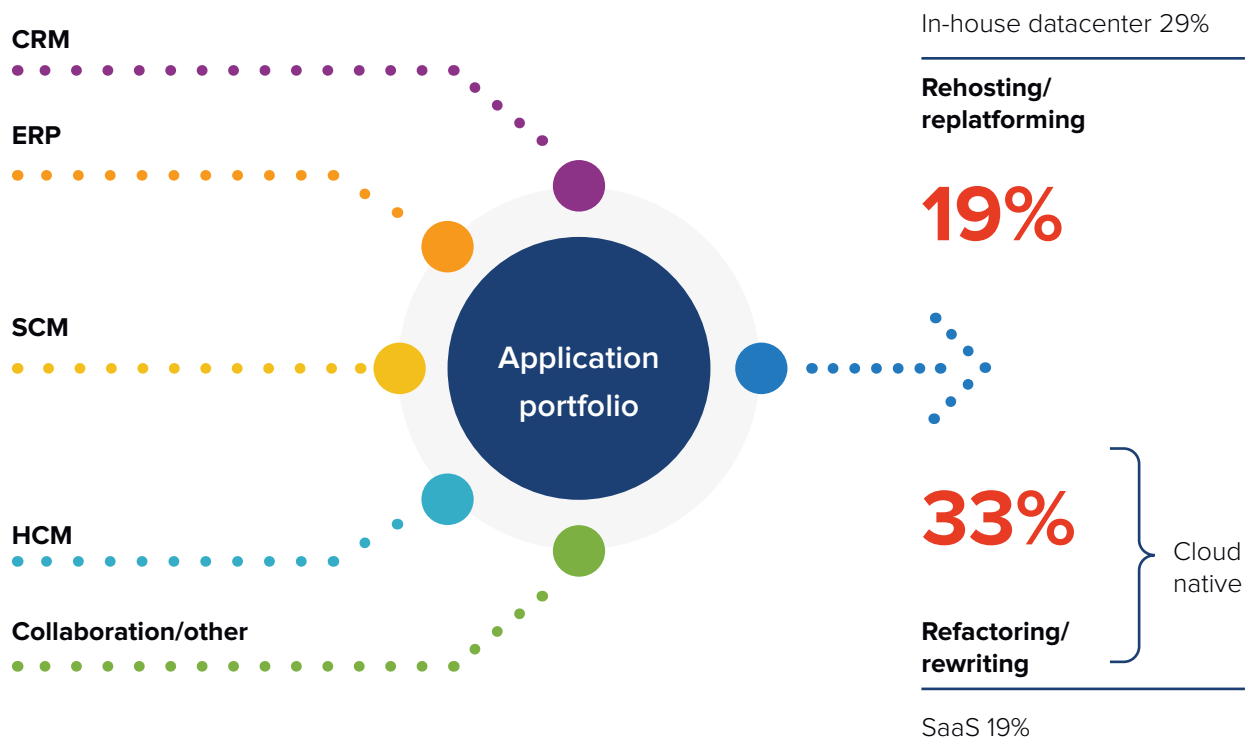 CRM
ERP
SCM
HCM
Collaboration/other
Application
portfolio
In-house datacenter 29%
Rehosting/
replatforming
19%
33%
Cloud
native
Refactoring/
rewriting
SaaS 19%